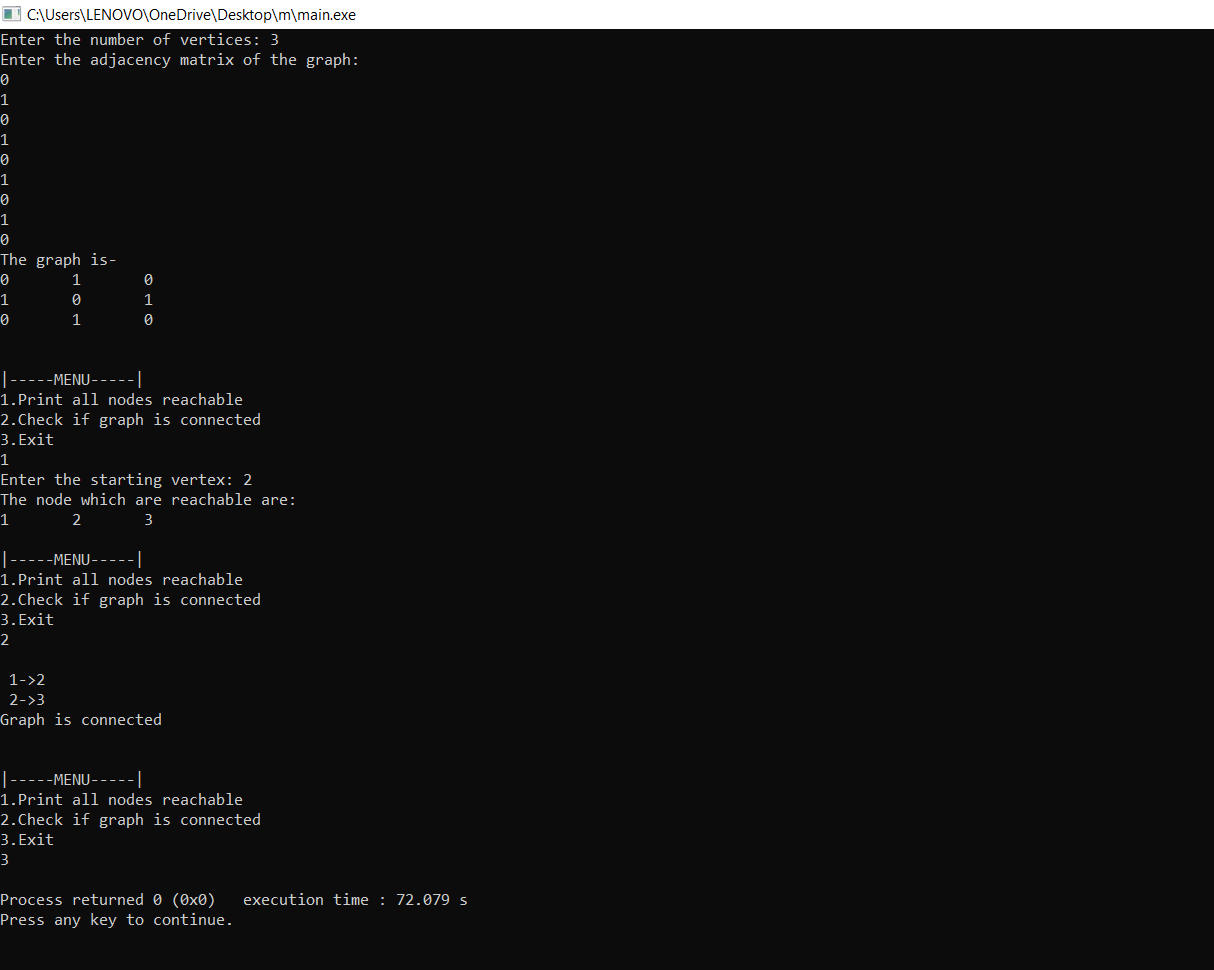 C:\Users\LENOVO\OneDrive\Desktop\m\main.exe
Enter the number of vertices: 3
Enter the adjacency matrix of the graph:
0
1
0
1
0
1
0
1
0
The graph is-
0 1 0
1 0 1
0 1 0
|-----MENU-----|
1.Print all nodes reachable
2.Check if graph is connected
3.Exit
1
Enter the starting vertex: 2
The node which are reachable are:
1 2 3
|-----MENU-----|
1.Print all nodes reachable
2.Check if graph is connected
3.Exit
2
1->2
2->3
Graph is connected
|-----MENU-----|
1.Print all nodes reachable
2.Check if graph is connected
3.Exit
3
Process returned 0 (0x0) execution time : 72.079 s
Press any key to continue.